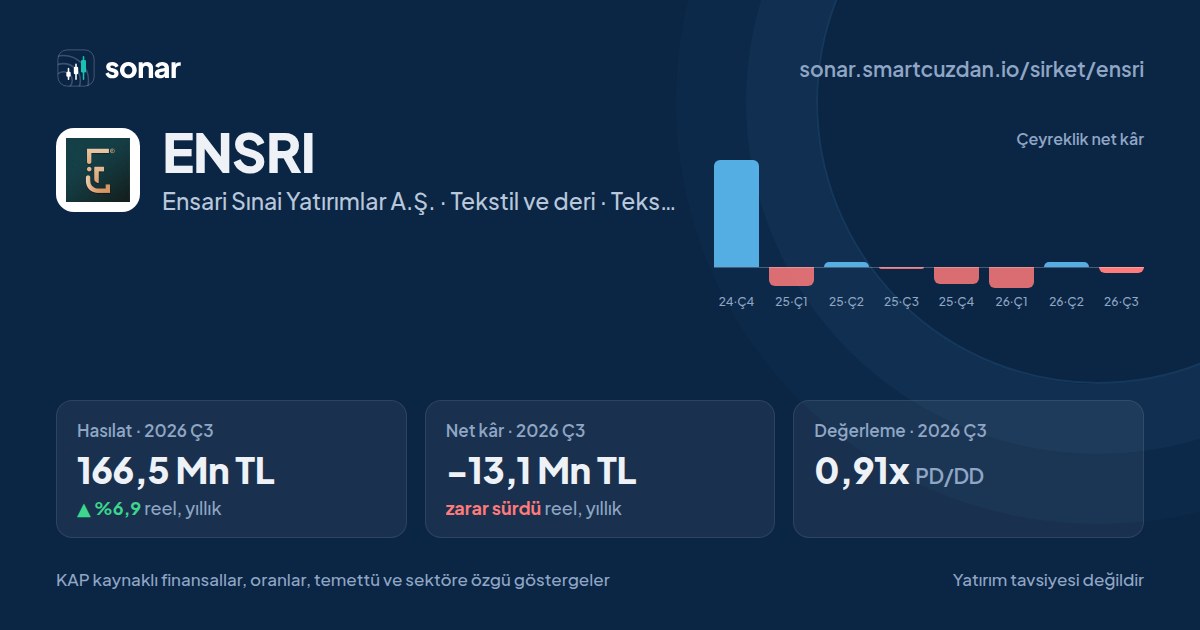 sonar
sonar.smartcuzdan.io/sirket/ensri
ENSRI
Ensari Sınai Yatırımlar A.Ş. · Tekstil ve deri · Teks...
Çeyreklik net kâr
24-Ç4 25-Ç1 25-Ç2 25-Ç3 25-Ç4 26-Ç1 26-Ç2 26-Ç3
Hasılat · 2026 Ç3
166,5 Mn TL
▲ %6,9 reel, yıllık
Net kâr · 2026 Ç3
−13,1 Mn TL
zarar sürdü reel, yıllık
Değerleme · 2026 Ç3
0,91x PD/DD
KAP kaynaklı finansallar, oranlar, temettü ve sektöre özgü göstergeler
Yatırım tavsiyesi değildir